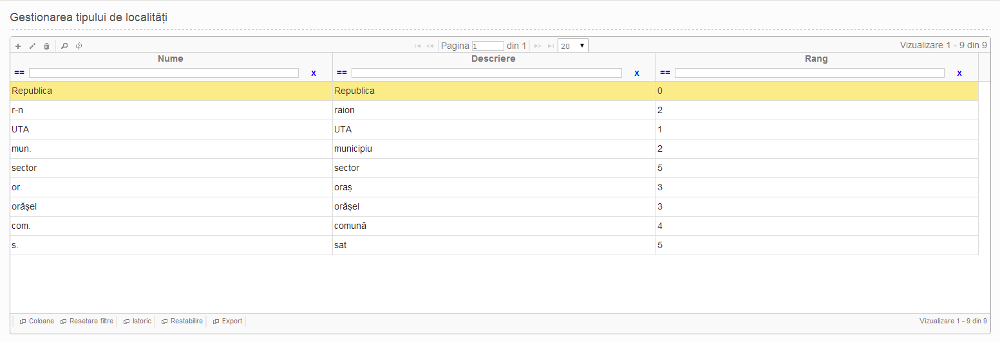 Gestionarea tipului de localități
Pagina 1 din 1 20 Vizualizare 1 - 9 din 9
Nume Descriere Rang
== x == x == x
Republica Republica 0
r-n raion 2
UTA UTA 1
mun. municipiu 2
sector sector 5
or. oraș 3
orășel orășel 3
com. comună 4
s. sat 5
Coloane Resetare filtre Istoric Restabilire Export Vizualizare 1 - 9 din 9